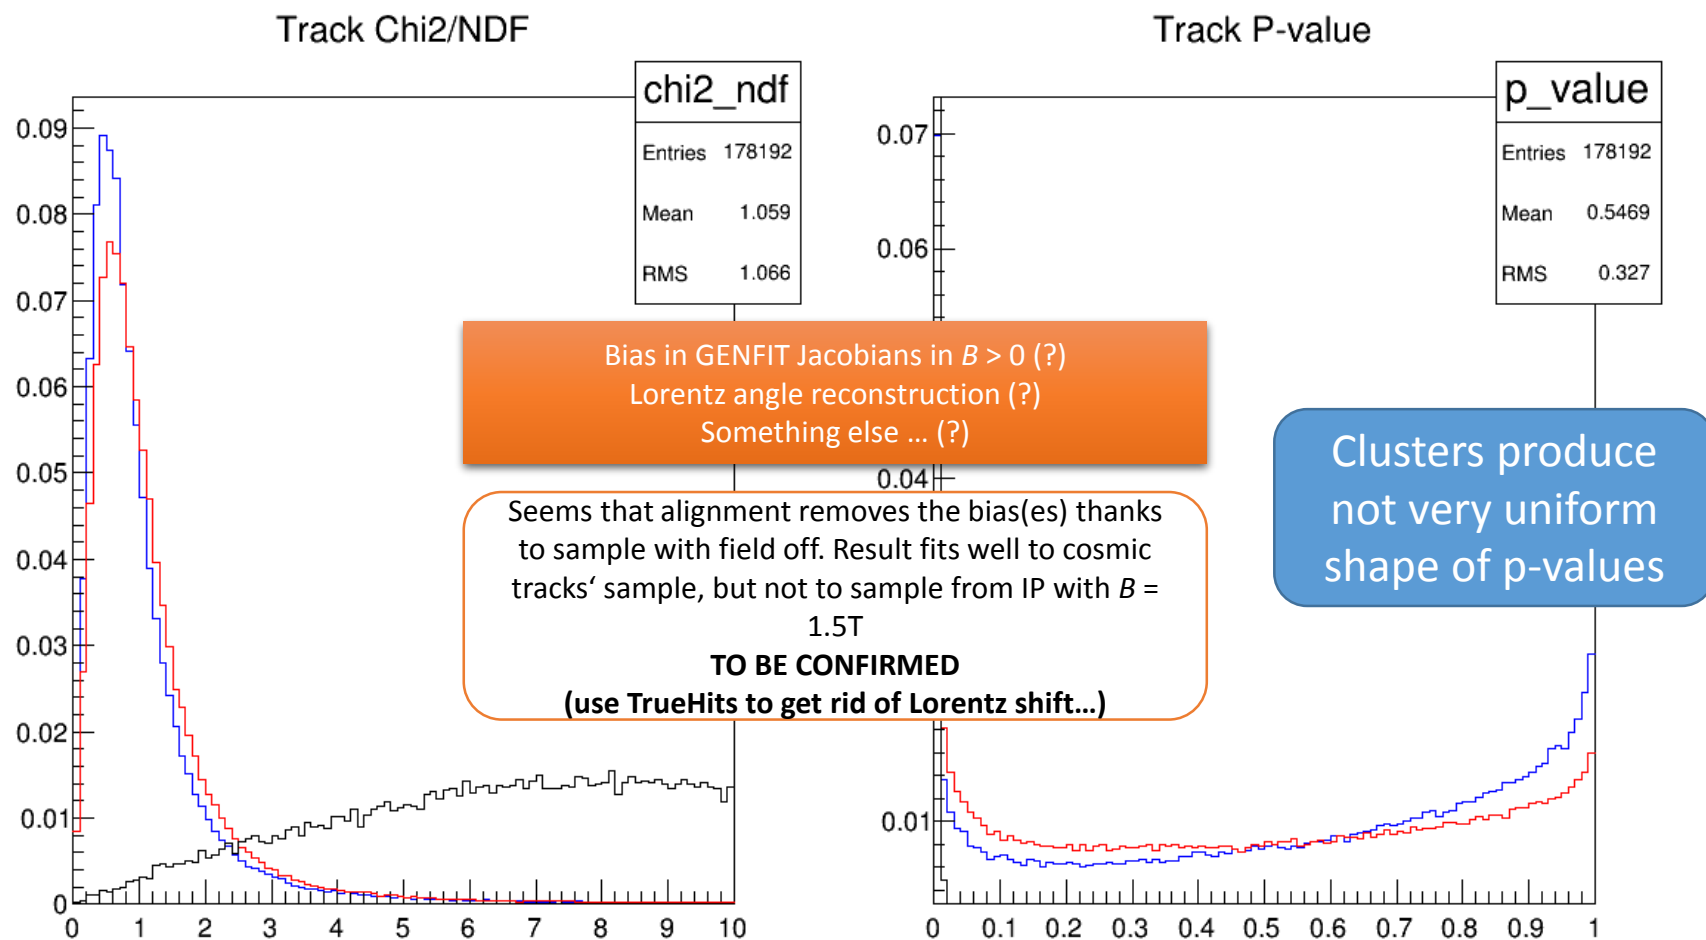 Track Chi2/NDF
chi2_ndf
Entries 178192
Mean 1.059
RMS 1.066
0.09
0.08
0.07
0.06
0.05
0.04
0.03
0.02
0.01
0
0 1 2 3 4 5 6 7 8 9 10
Track P-value
p_value
Entries 178192
Mean 0.5469
RMS 0.327
0.07
0.06
0.04
0.01
0 0.1 0.2 0.3 0.4 0.5 0.6 0.7 0.8 0.9 1
Bias in GENFIT Jacobians in B > 0 (?)
Lorentz angle reconstruction (?)
Something else ... (?)
Seems that alignment removes the bias(es) thanks
to sample with field off. Result fits well to cosmic
tracks‘ sample, but not to sample from IP with B =
1.5T
TO BE CONFIRMED
(use TrueHits to get rid of Lorentz shift…)
Clusters produce
not very uniform
shape of p-values